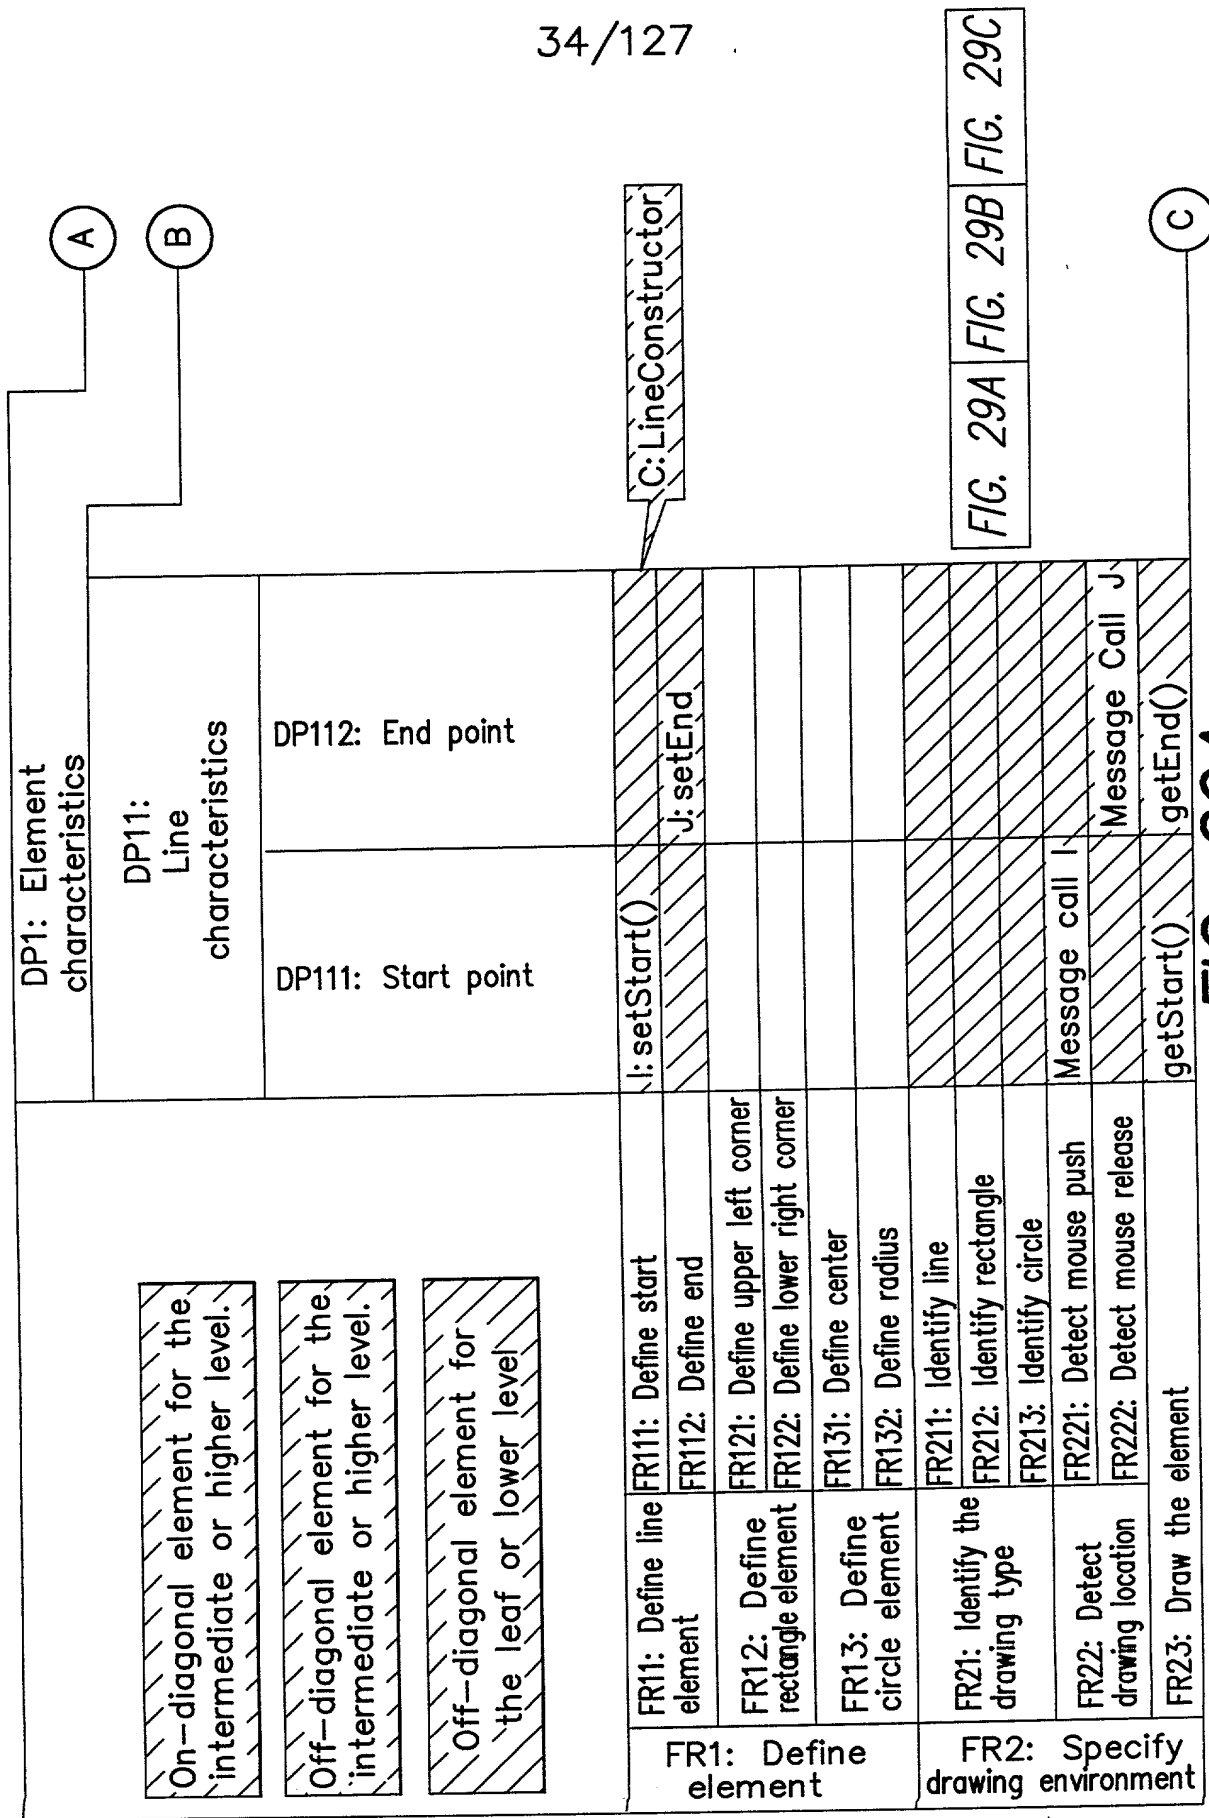 34/127
DP1: Element
characteristics
A
DP11:
Line
characteristics
B
DP111: Start point
DP112: End point
On-diagonal element for the
intermediate or higher level.
Off-diagonal element for the
intermediate or higher level.
Off-diagonal element for
the leaf or lower level
C: LineConstructor
FR1: Define
element
FR11: Define line
element
FR111: Define start
I: setStart()
FR112: Define end
J: setEnd
FR12: Define
rectangle element
FR121: Define upper left corner
FR122: Define lower right corner
FR13: Define
circle element
FR131: Define center
FR132: Define radius
FR2: Specify
drawing environment
FR21: Identify the
drawing type
FR211: Identify line
FR212: Identify rectangle
FR213: Identify circle
FR22: Detect
drawing location
FR221: Detect mouse push
Message call I
FR222: Detect mouse release
Message Call J
FR23: Draw the element
getStart()
getEnd()
C
FIG. 29A FIG. 29B FIG. 29C